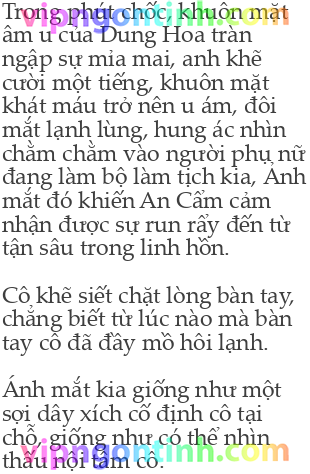 Trong phút chốc, khuôn mặt
âm u của Dung Hoa tràn
ngập sự mia mai, anh khẽ
cười một tiếng, khuôn mặt
khát máu trở nên u ám, đôi
mắt lạnh lùng, hung ác nhìn
chằm chằm vào người phụ nữ
đang làm bộ làm tịch kia, Ánh
mắt đó khiến An Cẩm cảm
nhận được sự run rẩy đến từ
tận sâu trong linh hồn.
Cô khẽ siết chặt lòng bàn tay,
chẳng biết từ lúc nào mà bàn
tay cô đã đầy mồ hôi lạnh.
Ánh mắt kia giống như một
sợi dây xích cố định cô tại
chỗ, giống như có thể nhìn
thấu nội tâm cô.
vipngontinh.com
vipngontinh.com
vipngontinh.com